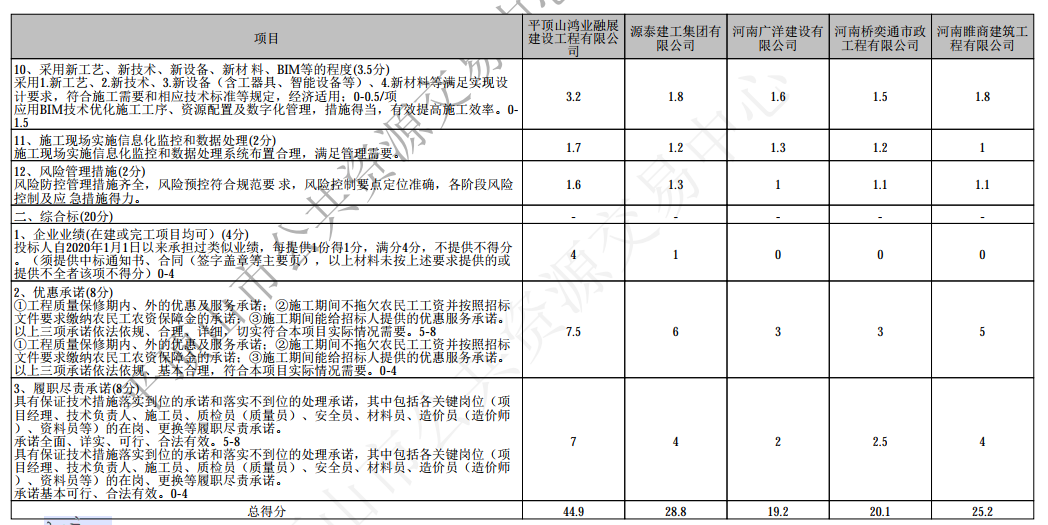 项目
平顶山鸿业融展
建设工程有限公
司
源泰建工集团有
限公司
河南广洋建设有
限公司
河南桥奕通市政
工程有限公司
河南睢商建筑工
程有限公司
10、采用新工艺、新技术、新设备、新材 料、BIM等的程度(3.5分)
采用1.新工艺、2.新技术、3.新设备（含工器具、智能设备等）、4.新材料等满足实现设
计要求，符合施工需要和相应技术标准等规定，经济适用；0-0.5/项
应用BIM技术优化施工工序、资源配置及数字化管理，措施得当，有效提高施工效率。0-
1.5
3.2
1.8
1.6
1.5
1.8
11、施工现场实施信息化监控和数据处理(2分)
施工现场实施信息化监控和数据处理系统布置合理，满足管理需要。
1.7
1.2
1.3
1.2
1
12、风险管理措施(2分)
风险防控管理措施齐全，风险预控符合规范要 求，风险控制要点定位准确，各阶段风险
控制及应 急措施得力。
1.6
1.3
1
1.1
1.1
二、综合标(20分)
-
-
-
-
-
1、企业业绩(在建或完工项目均可）(4分)
投标人自2020年1月1日以来承担过类似业绩，每提供1份得1分，满分4分，不提供不得分
。（须提供中标通知书、合同（签字盖章等主要页），以上材料未按上述要求提供的或
提供不全者该项不得分）0-4
4
1
0
0
0
2、优惠承诺(8分)
①工程质量保修期内、外的优惠及服务承诺；②施工期间不拖欠农民工工资并按照招标
文件要求缴纳农民工农资保障金的承诺；③施工期间能给招标人提供的优惠服务承诺。
以上三项承诺依法依规、合理、详细，切实符合本项目实际情况需要。5-8
①工程质量保修期内、外的优惠及服务承诺；②施工期间不拖欠农民工工资并按照招标
文件要求缴纳农民工农资保障金的承诺；③施工期间能给招标人提供的优惠服务承诺。
以上三项承诺依法依规、基本合理，符合本项目实际情况需要。0-4
7.5
6
3
3
5
3、履职尽责承诺(8分)
具有保证技术措施落实到位的承诺和落实不到位的处理承诺，其中包括各关键岗位（项
目经理、技术负责人、施工员、质检员（质量员）、安全员、材料员、造价员（造价师
）、资料员等）的在岗、更换等履职尽责承诺。
承诺全面、详实、可行、合法有效。5-8
具有保证技术措施落实到位的承诺和落实不到位的处理承诺，其中包括各关键岗位（项
目经理、技术负责人、施工员、质检员（质量员）、安全员、材料员、造价员（造价师
）、资料员等）的在岗、更换等履职尽责承诺。
承诺基本可行、合法有效。0-4
7
4
2
2.5
4
总得分
44.9
28.8
19.2
20.1
25.2
平顶山市公共资源交易中心
山市公共资源交易中心